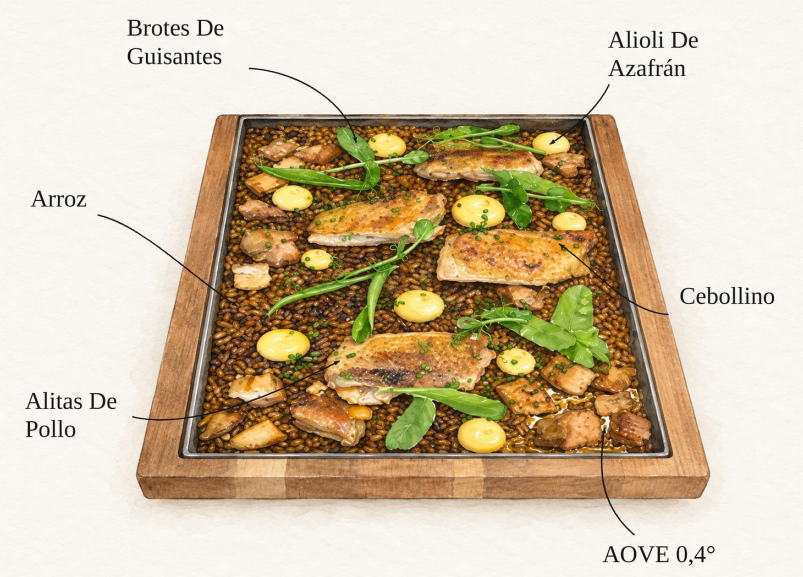 Brotes De
Guisantes
Alioli De
Azafrán
Arroz
Cebollino
Alitas De
Pollo
AOVE 0,4°